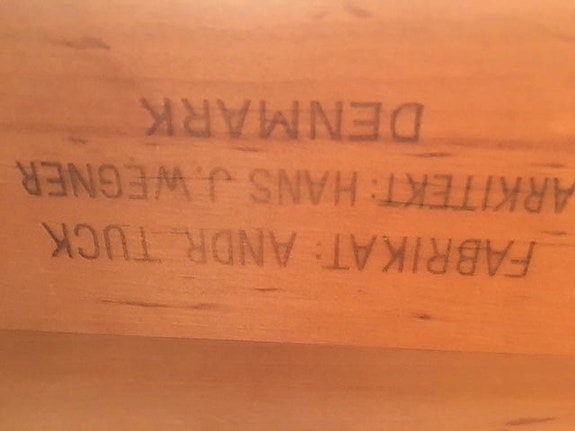 FABRIKAT: ANDR. TUCK
ARKITEKT: HANS J. WEGNER
DENMARK